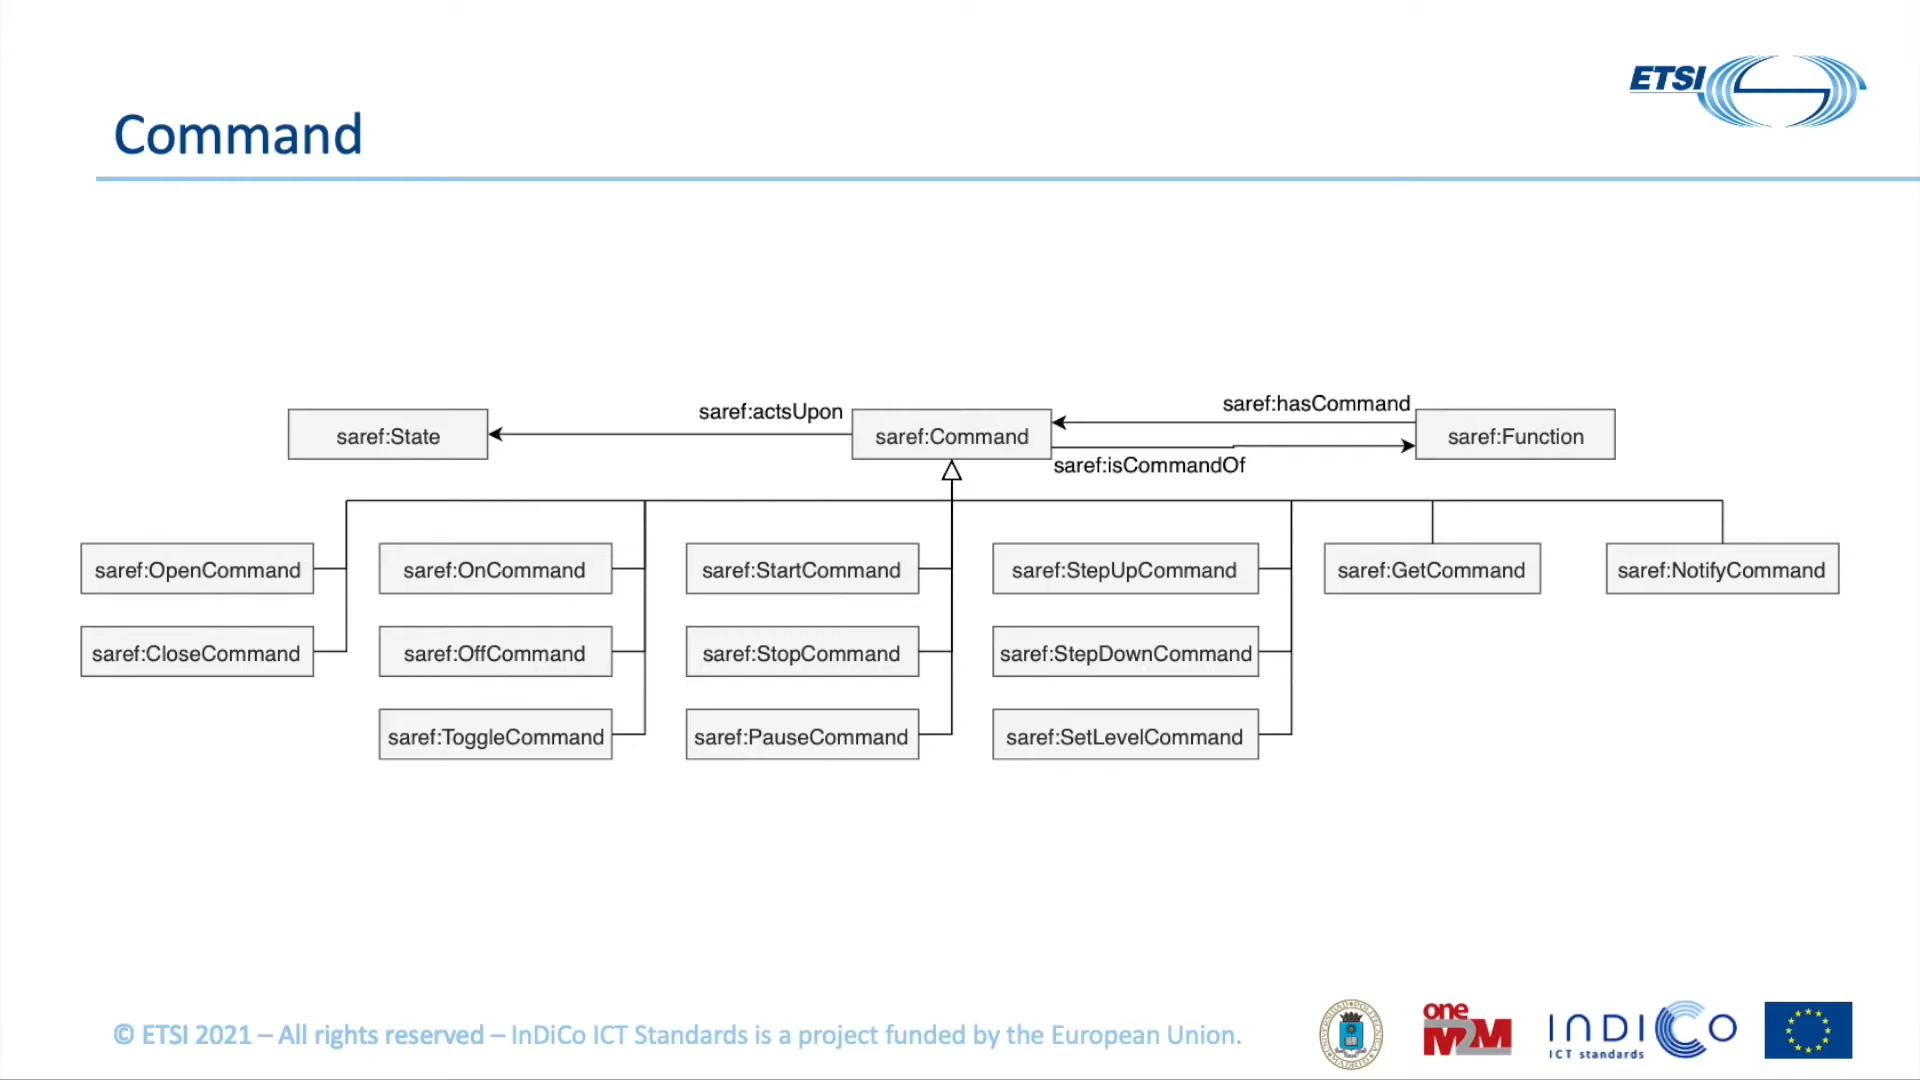 ETSI
Command
saref:actsUpon
saref:hasCommand
saref:State
saref:Command
saref:Function
saref:isCommandOf
saref:OpenCommand
saref:OnCommand
saref:StartCommand
saref:StepUpCommand
saref:GetCommand
saref:NotifyCommand
saref:CloseCommand
saref:OffCommand
saref:StopCommand
saref:StepDownCommand
saref:ToggleCommand
saref:PauseCommand
saref:SetLevelCommand
© ETSI 2021 – All rights reserved – InDiCo ICT Standards is a project funded by the European Union.
one
M2M
INDICO
ICT standards